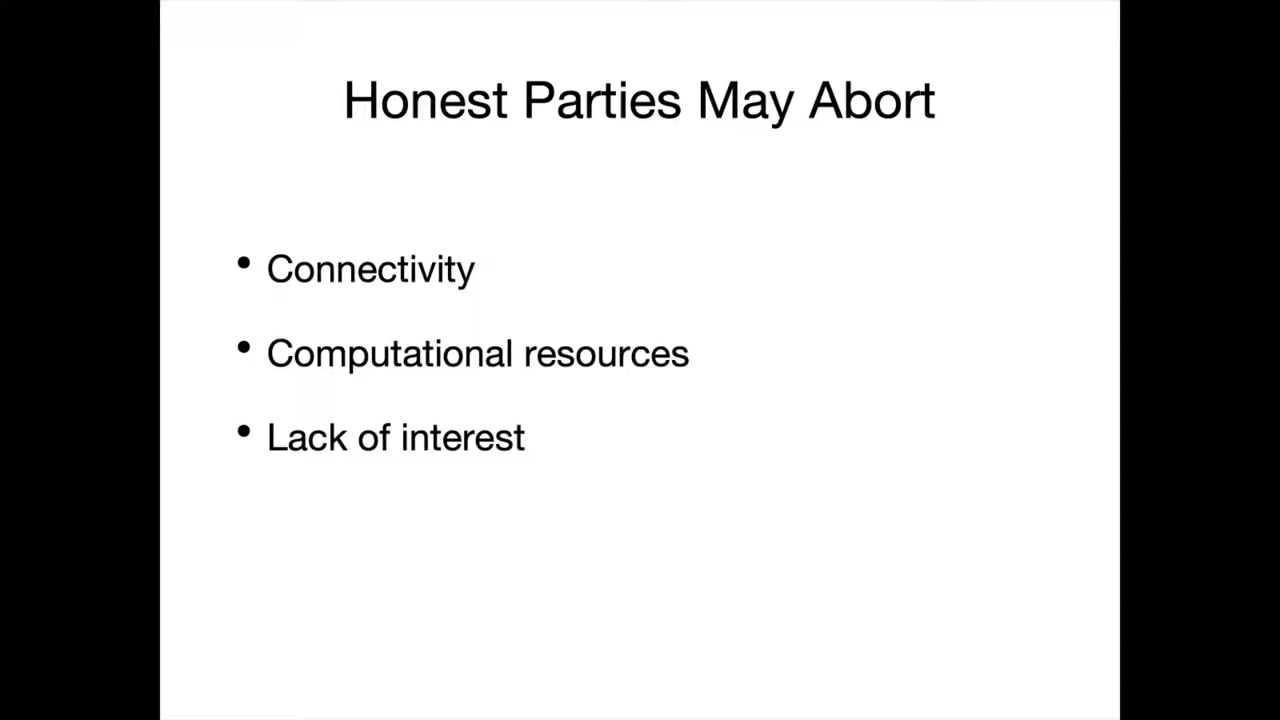 Honest Parties May Abort
• Connectivity
• Computational resources
• Lack of interest